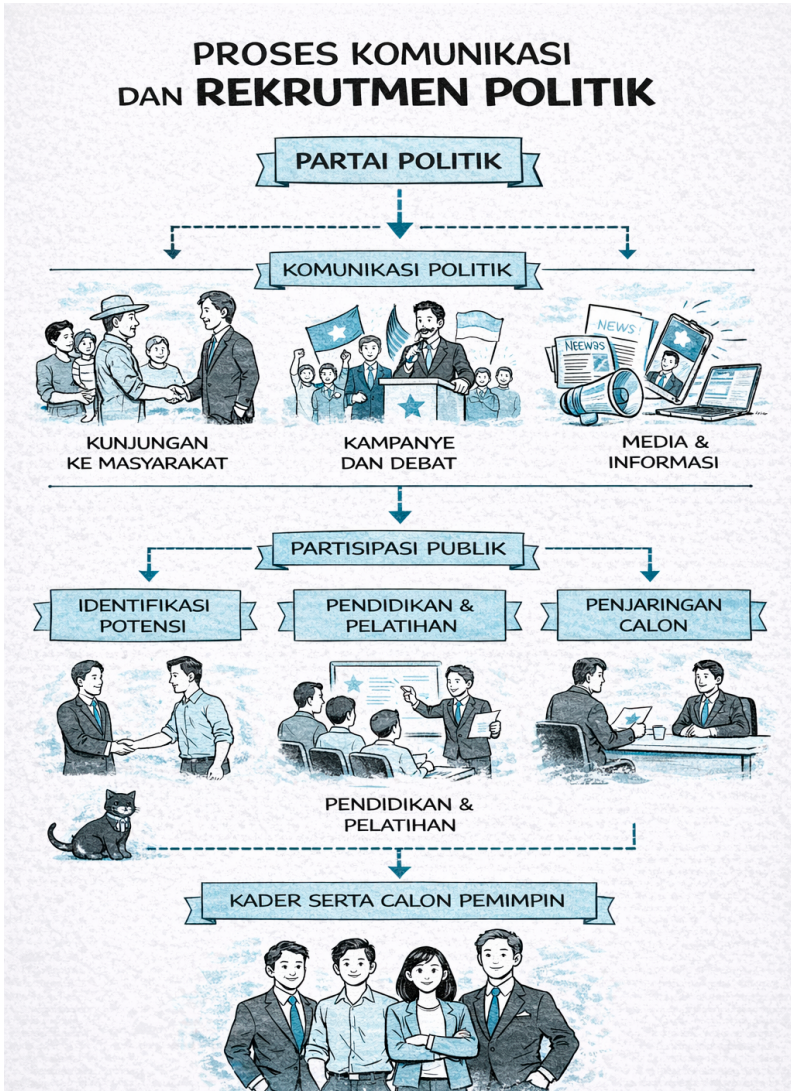 PROSES KOMUNIKASI
DAN REKRUTMEN POLITIK
PARTAI POLITIK
KOMUNIKASI POLITIK
NEWS
NEEWAS
KUNJUNGAN
KE MASYARAKAT
KAMPANYE
DAN DEBAT
MEDIA &
INFORMASI
PARTISIPASI PUBLIK
IDENTIFIKASI
POTENSI
PENDIDIKAN &
PELATIHAN
PENJARINGAN
CALON
PENDIDIKAN &
PELATIHAN
KADER SERTA CALON PEMIMPIN